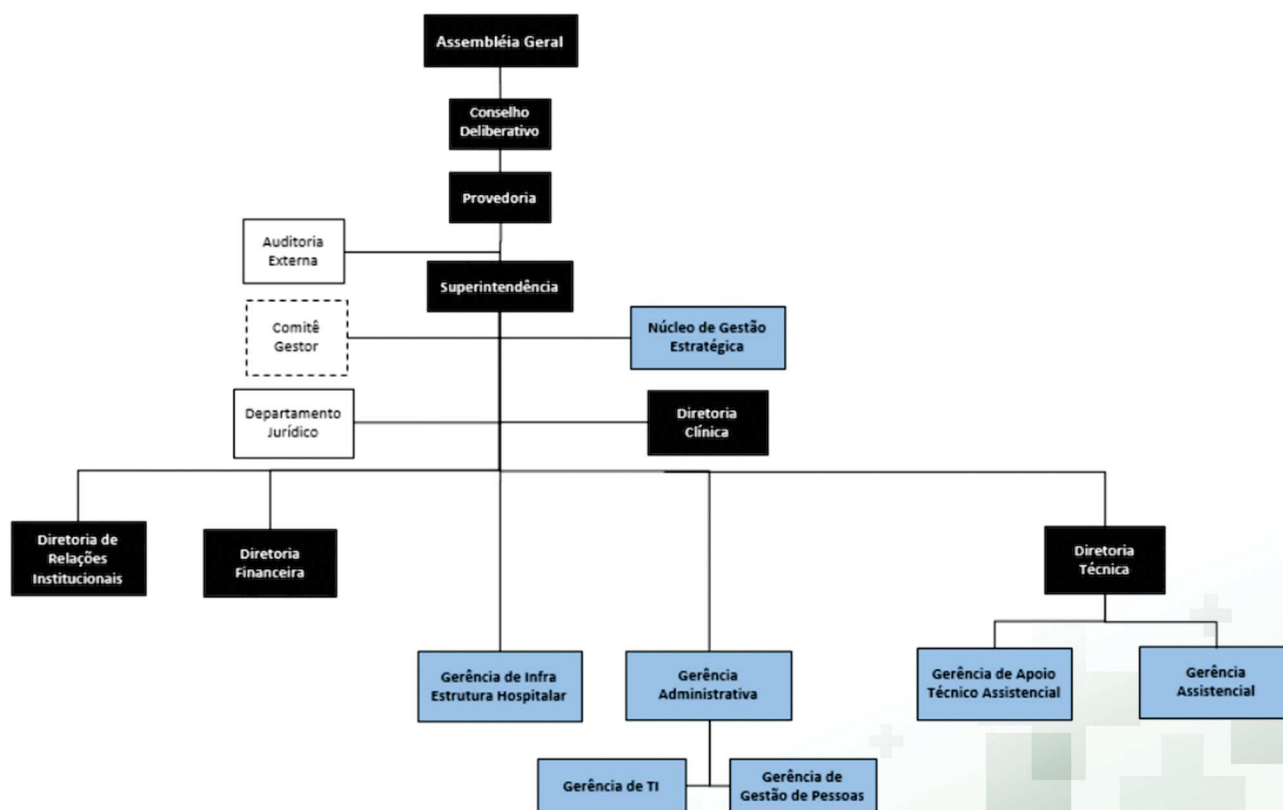 Assembléia Geral
Conselho
Deliberativo
Provedoria
Auditoria
Externa
Superintendência
Comitê
Gestor
Núcleo de Gestão
Estratégica
Departamento
Jurídico
Diretoria
Clínica
Diretoria de
Relações
Institucionais
Diretoria
Financeira
Diretoria
Técnica
Gerência de Infra
Estrutura Hospitalar
Gerência
Administrativa
Gerência de Apoio
Técnico Assistencial
Gerência
Assistencial
Gerência de TI
Gerência de
Gestão de Pessoas